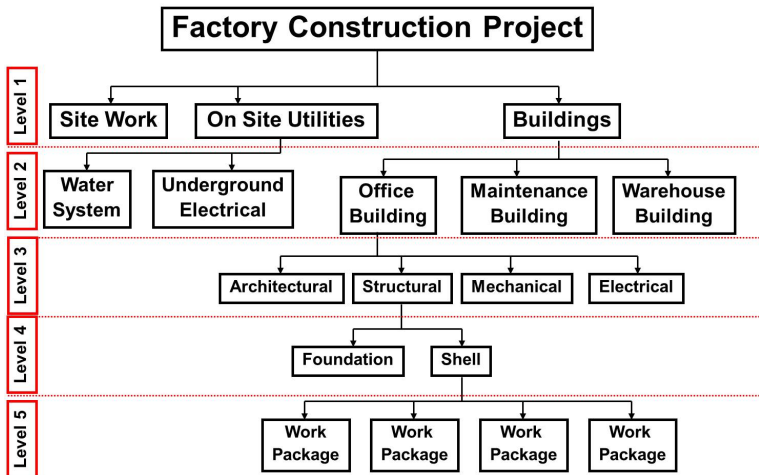 Factory Construction Project
Level 1
Site Work
On Site Utilities
Buildings
Level 2
Water
System
Underground
Electrical
Office
Building
Maintenance
Building
Warehouse
Building
Level 3
Architectural
Structural
Mechanical
Electrical
Level 4
Foundation
Shell
Level 5
Work
Package
Work
Package
Work
Package
Work
Package